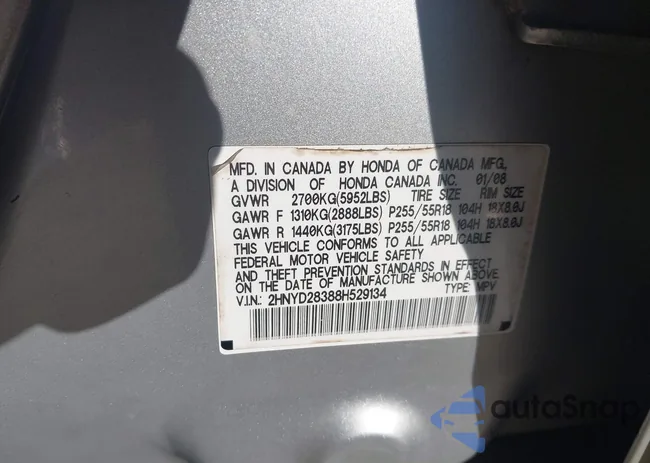 MFD. IN CANADA BY HONDA OF CANADA MFG.,
A DIVISION OF HONDA CANADA INC. 01/08
GVWR 2700KG(5952LBS) TIRE SIZE RIM SIZE
GAWR F 1310KG(2888LBS) P255/55R18 104H 18X8.0J
GAWR R 1440KG(3175LBS) P255/55R18 104H 18X8.0J
THIS VEHICLE CONFORMS TO ALL APPLICABLE
FEDERAL MOTOR VEHICLE SAFETY
AND THEFT PREVENTION STANDARDS IN EFFECT
ON THE DATE OF MANUFACTURE SHOWN ABOVE.
V.I.N.: 2HNYD28388H529134 TYPE: MPV
autoSnap